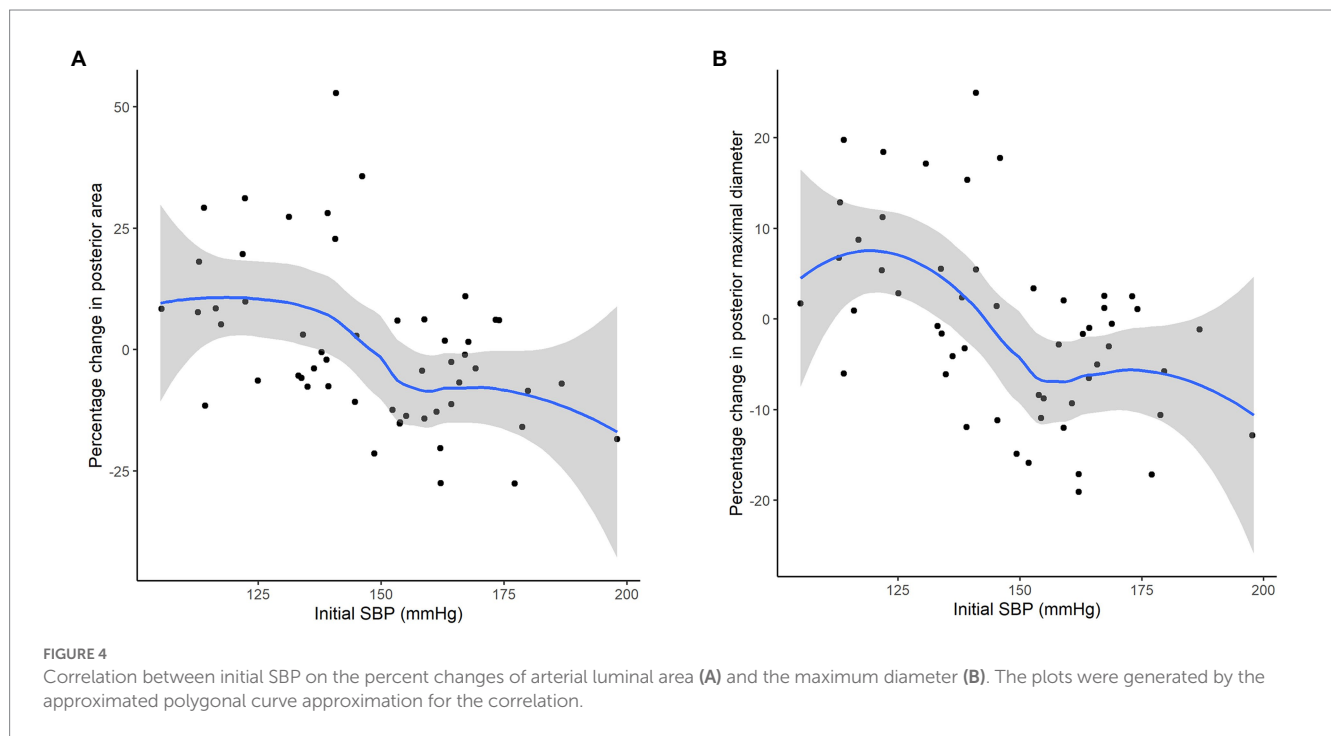 A
Percentage change in posterior area
50
25
0
-25
125
150
175
200
Initial SBP (mmHg)
B
Percentage change in posterior maximal diameter
20
10
0
-10
-20
125
150
175
200
Initial SBP (mmHg)
FIGURE 4
Correlation between initial SBP on the percent changes of arterial luminal area (A) and the maximum diameter (B). The plots were generated by the
approximated polygonal curve approximation for the correlation.